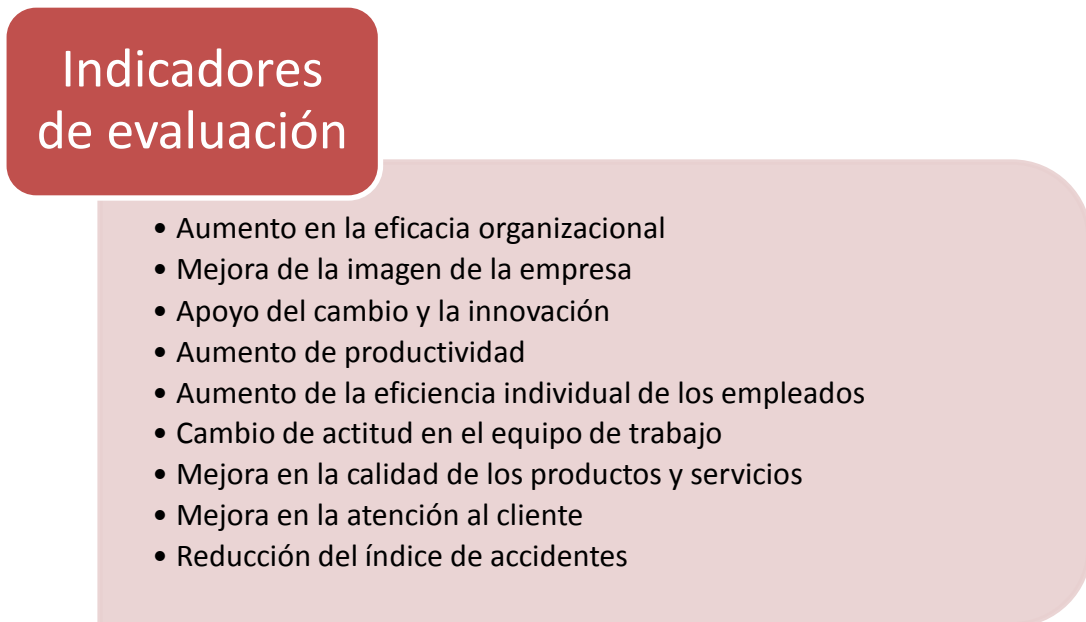 Indicadores
de evaluación
• Aumento en la eficacia organizacional
• Mejora de la imagen de la empresa
• Apoyo del cambio y la innovación
• Aumento de productividad
• Aumento de la eficiencia individual de los empleados
• Cambio de actitud en el equipo de trabajo
• Mejora en la calidad de los productos y servicios
• Mejora en la atención al cliente
• Reducción del índice de accidentes